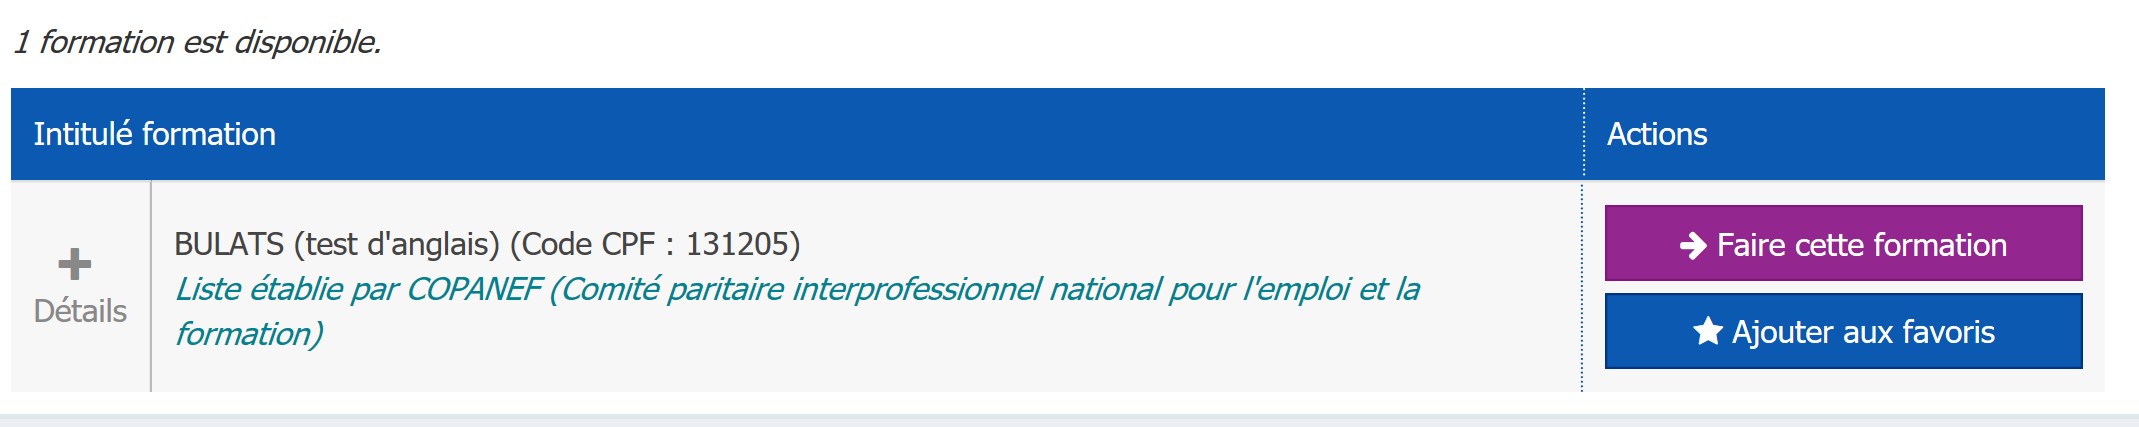 1 formation est disponible.
Intitulé formation
Actions
Détails
BULATS (test d'anglais) (Code CPF : 131205)
Liste établie par COPANEF (Comité paritaire interprofessionnel national pour l'emploi et la
formation)
Faire cette formation
Ajouter aux favoris